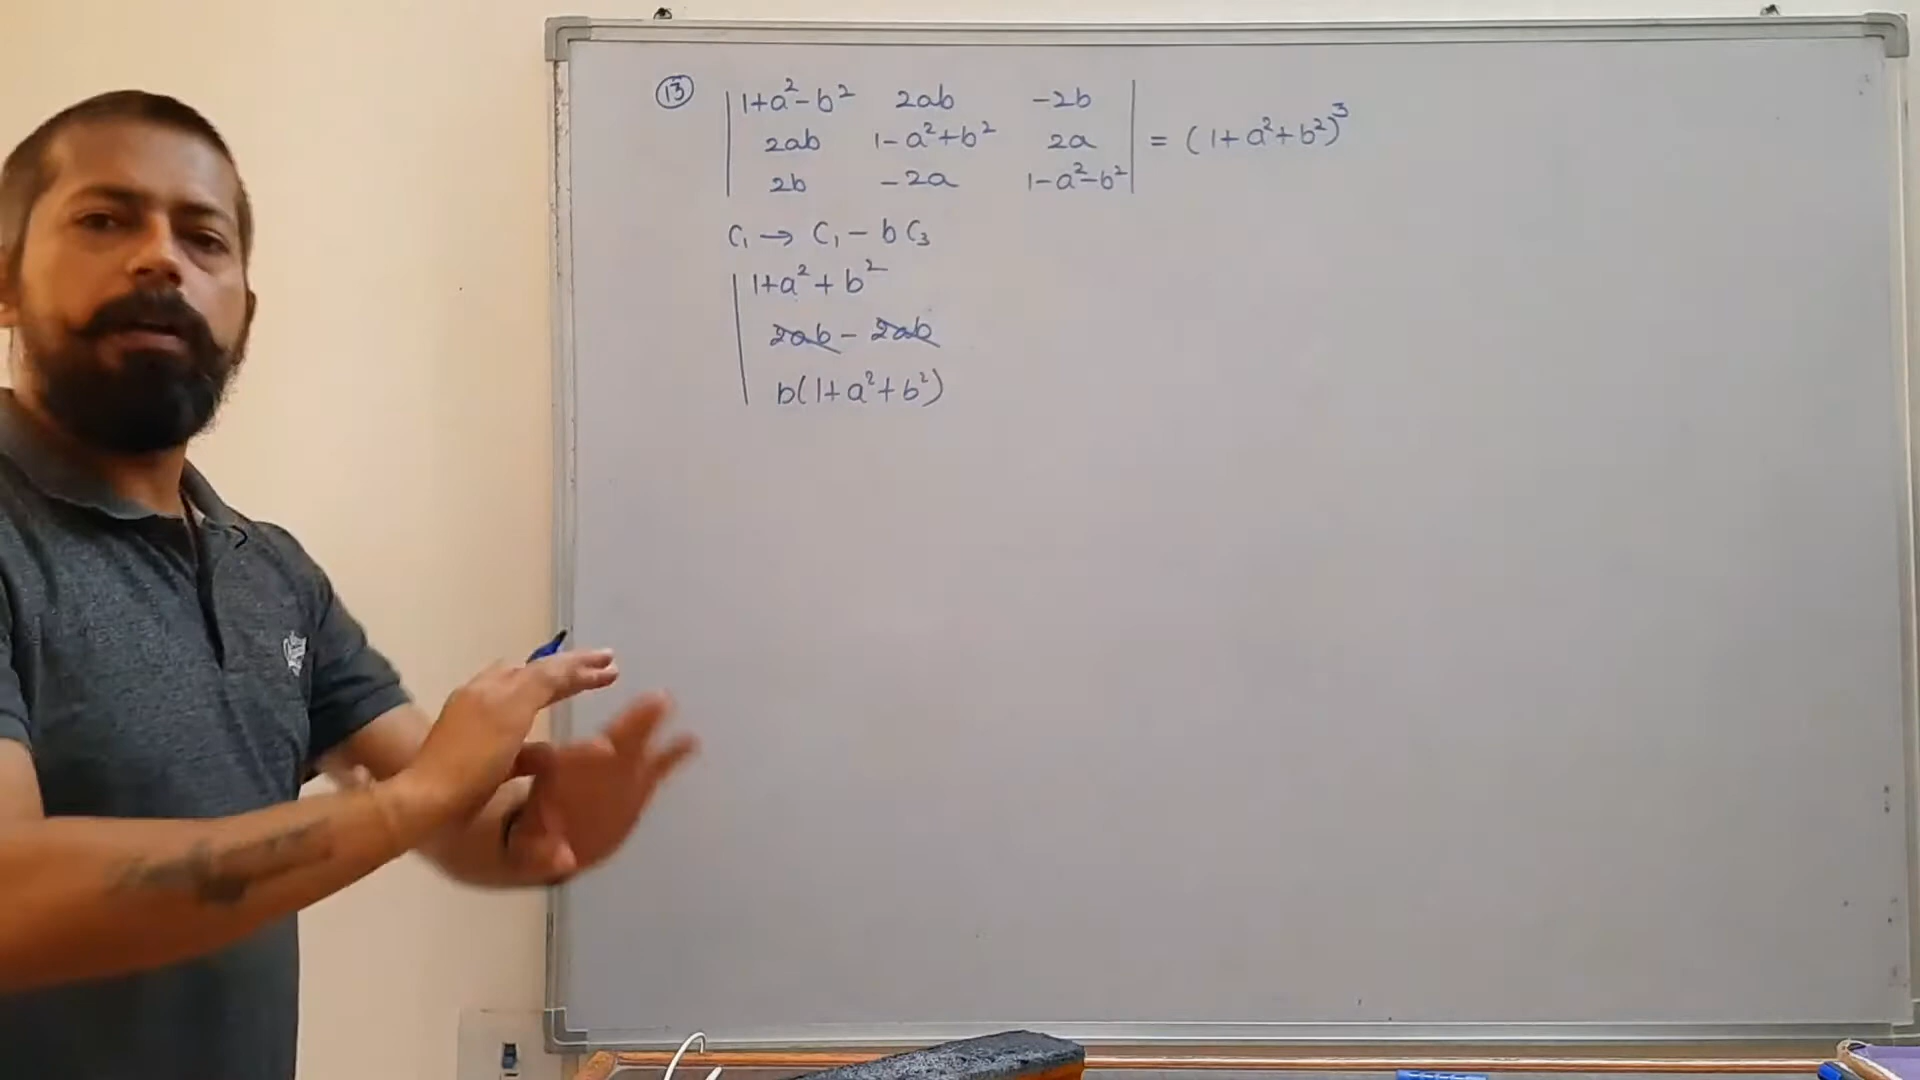 13 | 1+a²-b² 2ab -2b |
| 2ab 1-a²+b² 2a | = (1+a²+b²)³
| 2b -2a 1-a²-b² |
C₁ → C₁ - b C₃
| 1+a²+b²
| 2ab - 2ab
| b(1+a²+b²)